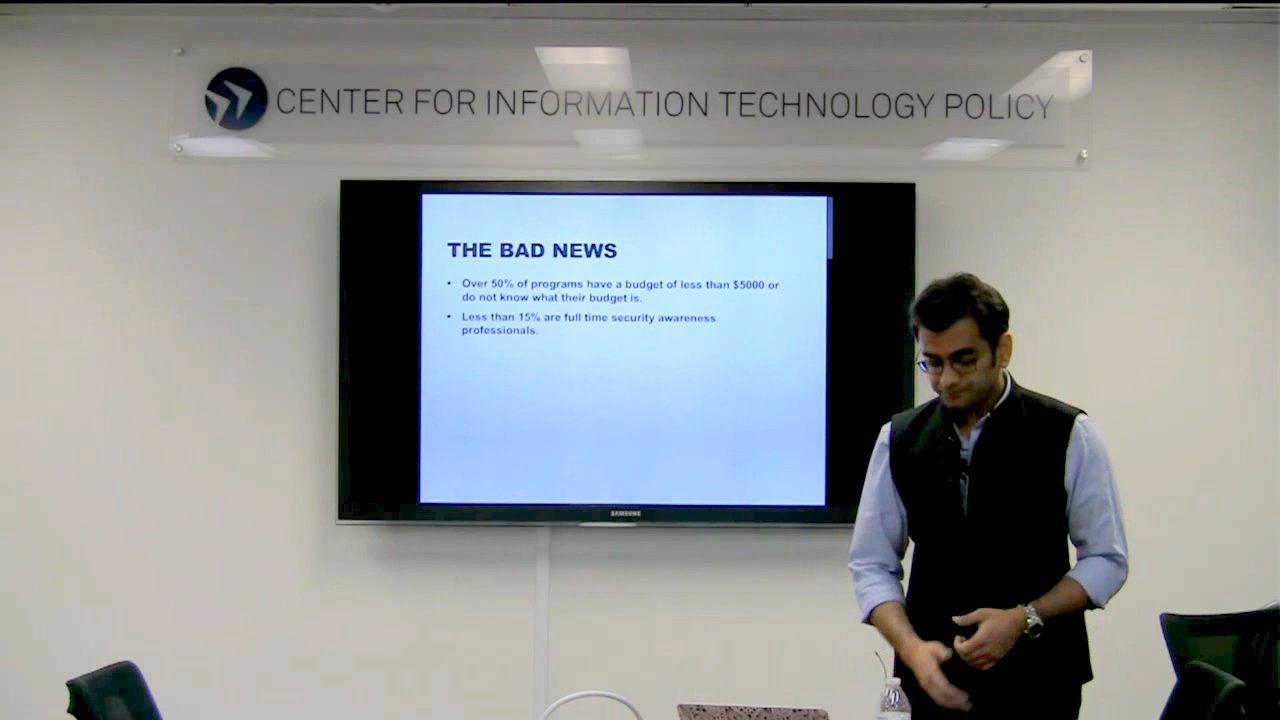 CENTER FOR INFORMATION TECHNOLOGY POLICY
THE BAD NEWS
• Over 50% of programs have a budget of less than $5000 or
do not know what their budget is.
• Less than 15% are full time security awareness
professionals.
SAMSUNG